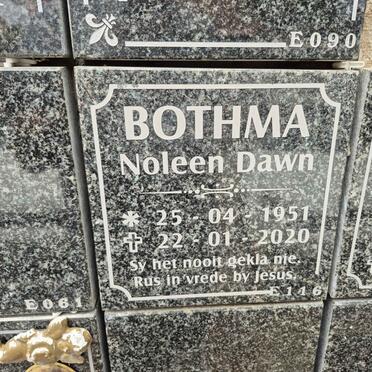 E090
BOTHMA
Noleen Dawn
25 - 04 - 1951
22 - 01 - 2020
Sy het nooit gekla nie.
Rus in vrede by Jesus.
E061
E116